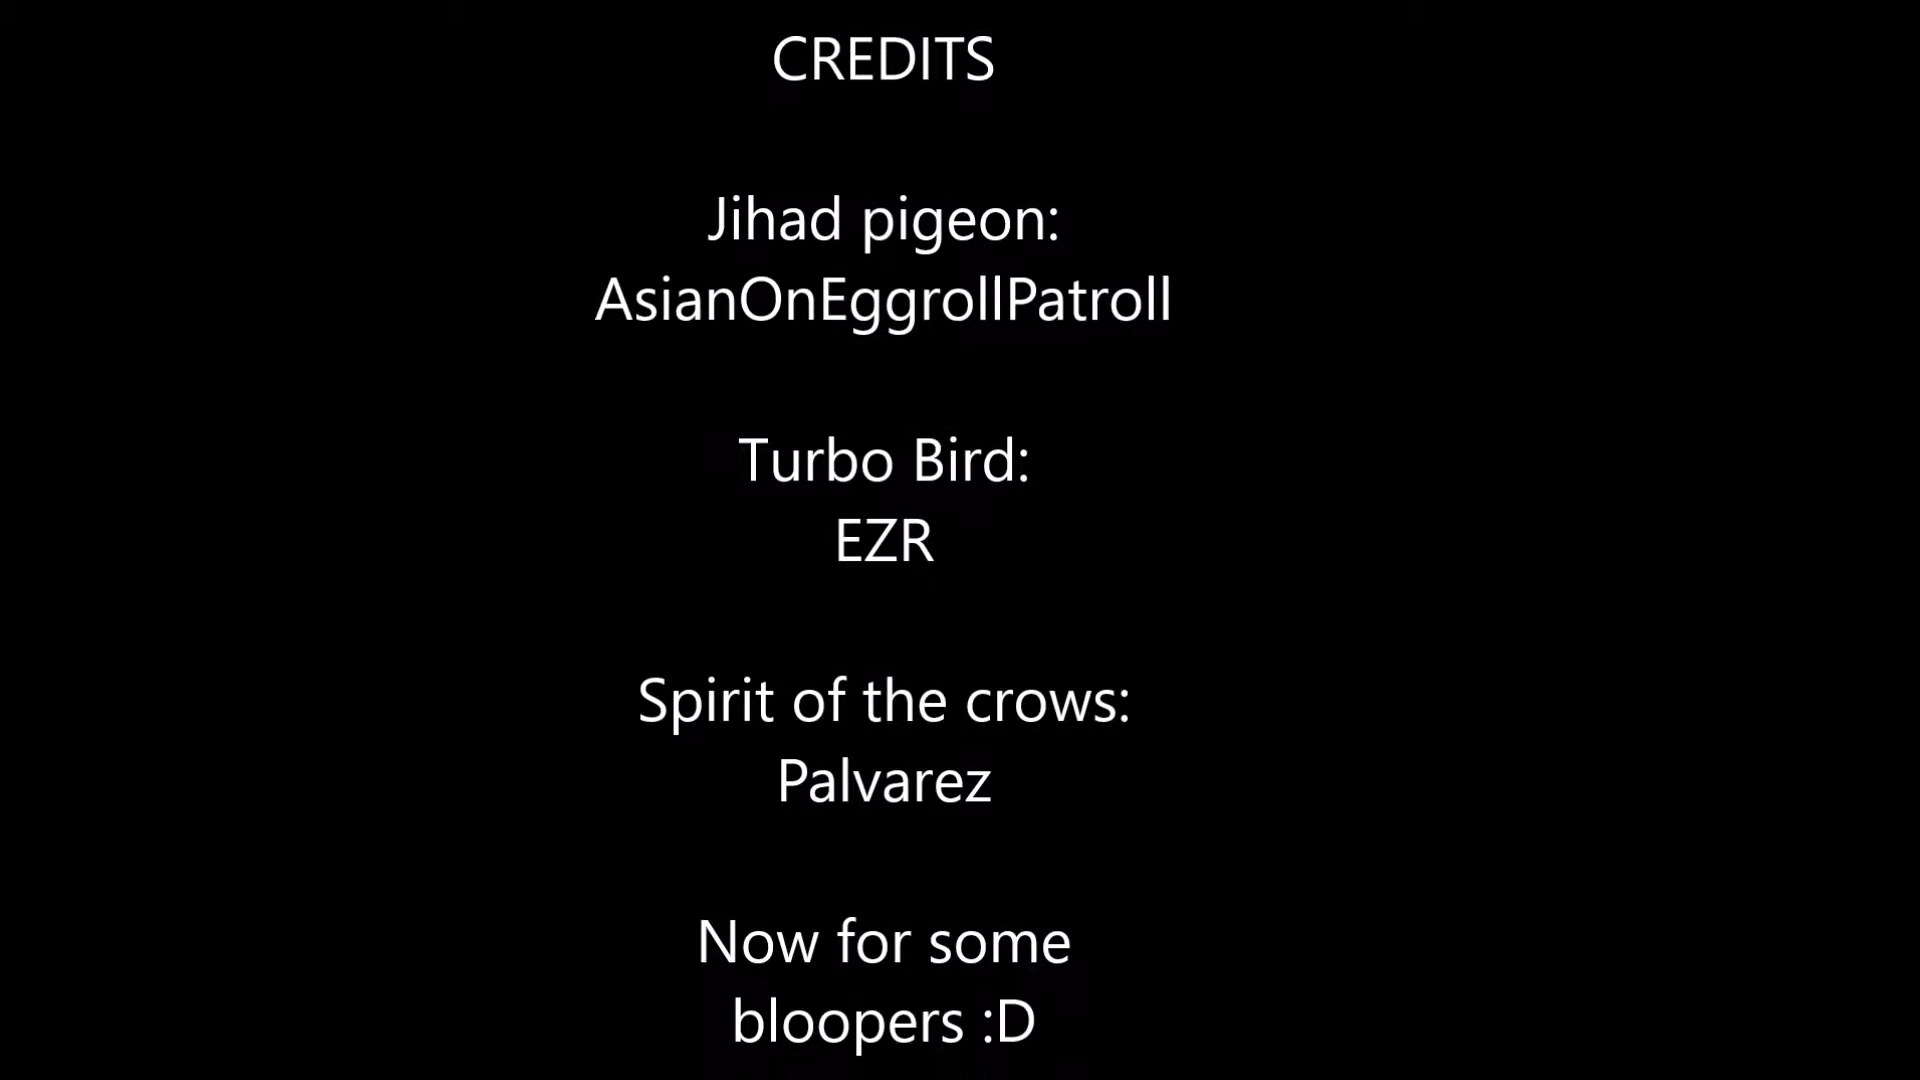 CREDITS
Jihad pigeon:
AsianOnEggrollPatroll
Turbo Bird:
EZR
Spirit of the crows:
Palvarez
Now for some
bloopers :D